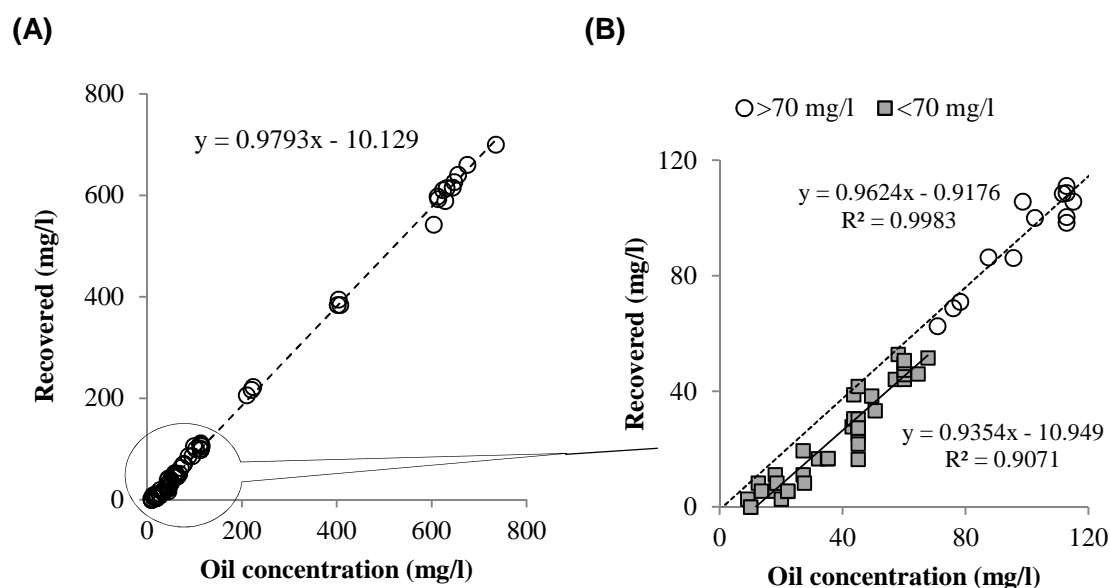 (A)
(B)
Recovered (mg/l)
800
600
400
200
0
y = 0.9793x - 10.129
0 200 400 600 800
Oil concentration (mg/l)
>70 mg/l <70 mg/l
Recovered (mg/l)
120
80
40
0
y = 0.9624x - 0.9176
R² = 0.9983
y = 0.9354x - 10.949
R² = 0.9071
0 40 80 120
Oil concentration (mg/l)